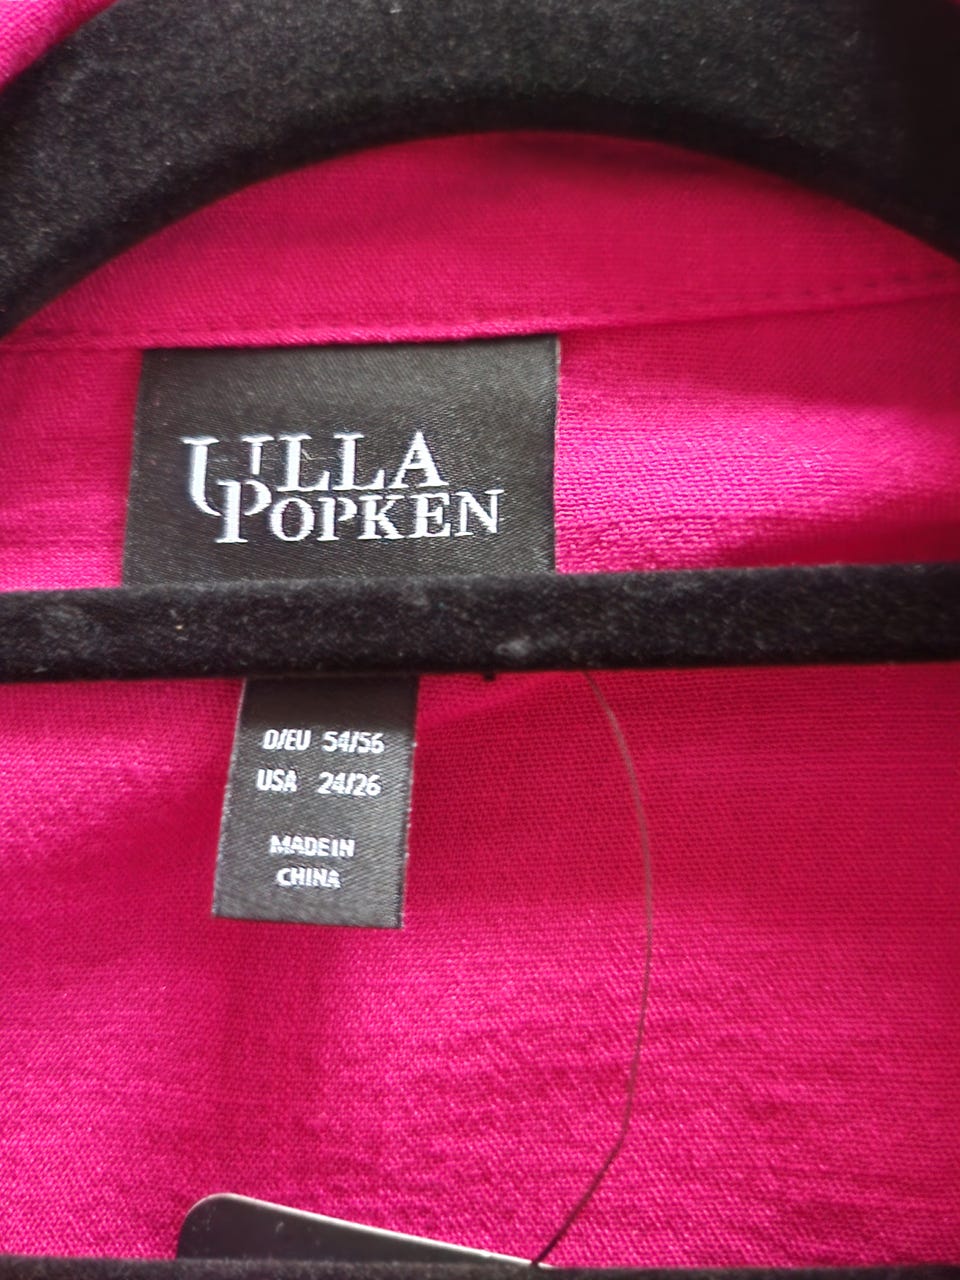 ULLA
POPKEN
D/EU 54/56
USA 24/26
MADE IN
CHINA